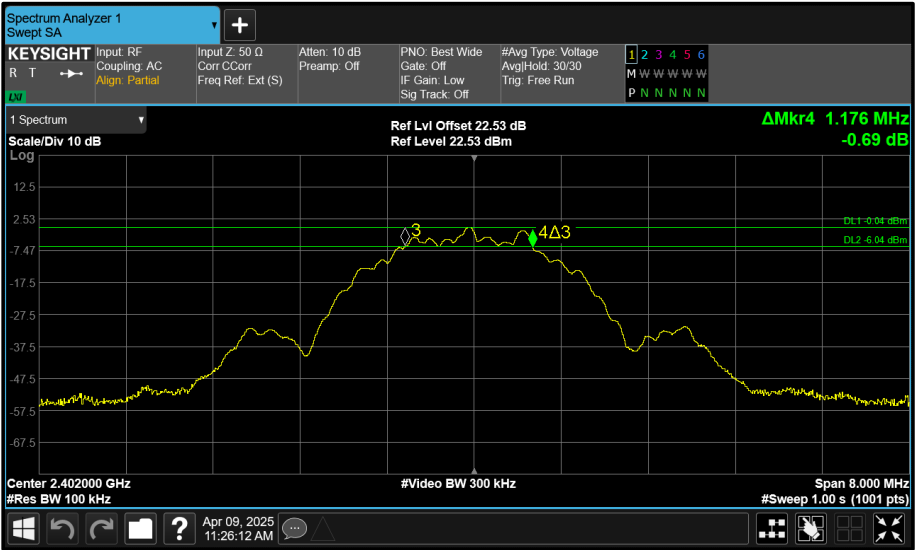 Spectrum Analyzer 1
Swept SA
+
KEYSIGHT
R T
LXI
Input: RF
Coupling: AC
Align: Partial
Input Z: 50 Ω
Corr CCorr
Freq Ref: Ext (S)
Atten: 10 dB
Preamp: Off
PNO: Best Wide
Gate: Off
IF Gain: Low
Sig Track: Off
#Avg Type: Voltage
Avg|Hold: 30/30
Trig: Free Run
1 2 3 4 5 6
M W W W W W
P N N N N N
1 Spectrum
Scale/Div 10 dB
Ref Lvl Offset 22.53 dB
Ref Level 22.53 dBm
ΔMkr4 1.176 MHz
-0.69 dB
Log
12.5
2.53
-7.47
-17.5
-27.5
-37.5
-47.5
-57.5
-67.5
3
4Δ3
DL1 -0.04 dBm
DL2 -6.04 dBm
Center 2.402000 GHz
#Video BW 300 kHz
Span 8.000 MHz
#Res BW 100 kHz
#Sweep 1.00 s (1001 pts)
?
Apr 09, 2025
11:26:12 AM